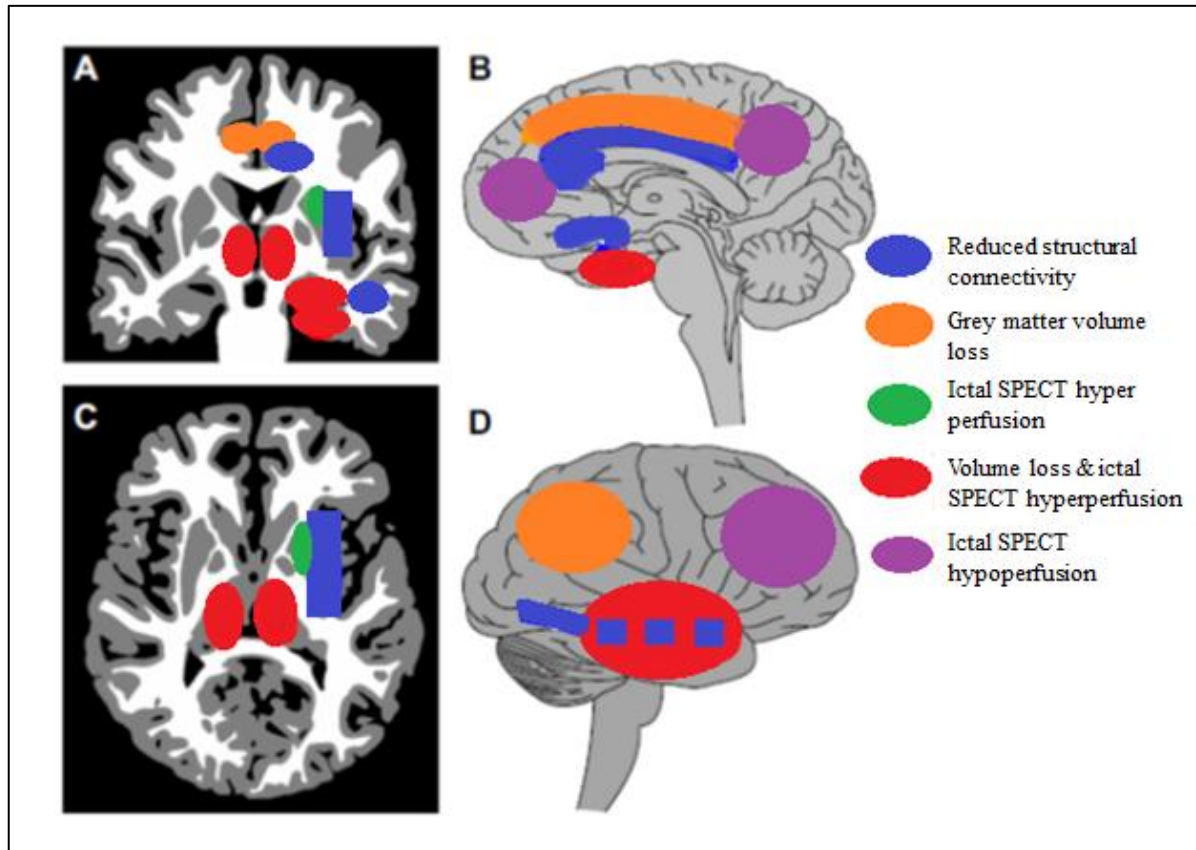 A
B
C
D
Reduced structural
connectivity
Grey matter volume
loss
Ictal SPECT hyper
perfusion
Volume loss & ictal
SPECT hyperperfusion
Ictal SPECT
hypoperfusion